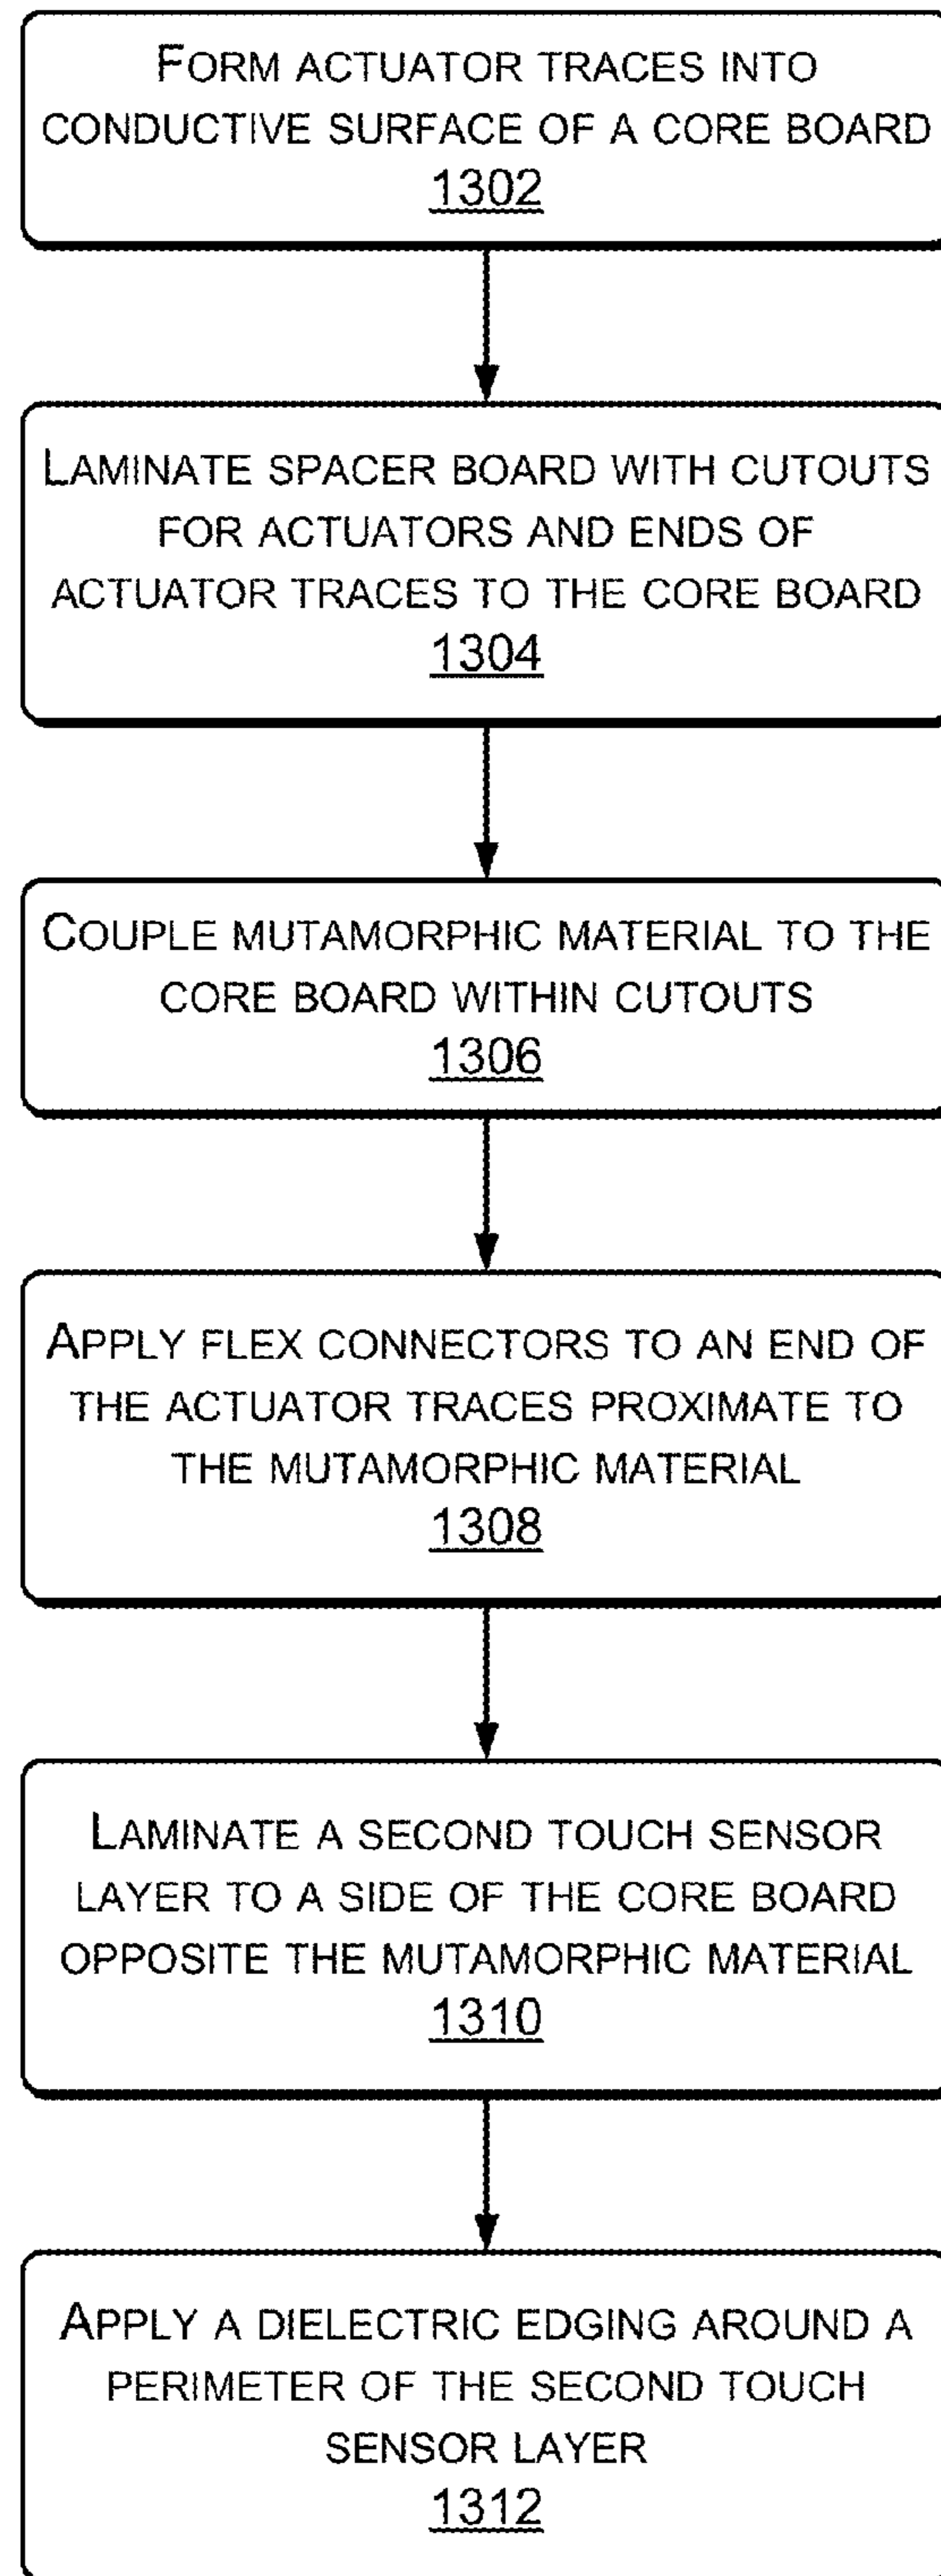 FORM ACTUATOR TRACES INTO
CONDUCTIVE SURFACE OF A CORE BOARD
1302
LAMINATE SPACER BOARD WITH CUTOUTS
FOR ACTUATORS AND ENDS OF
ACTUATOR TRACES TO THE CORE BOARD
1304
COUPLE MUTAMORPHIC MATERIAL TO THE
CORE BOARD WITHIN CUTOUTS
1306
APPLY FLEX CONNECTORS TO AN END OF
THE ACTUATOR TRACES PROXIMATE TO
THE MUTAMORPHIC MATERIAL
1308
LAMINATE A SECOND TOUCH SENSOR
LAYER TO A SIDE OF THE CORE BOARD
OPPOSITE THE MUTAMORPHIC MATERIAL
1310
APPLY A DIELECTRIC EDGING AROUND A
PERIMETER OF THE SECOND TOUCH
SENSOR LAYER
1312